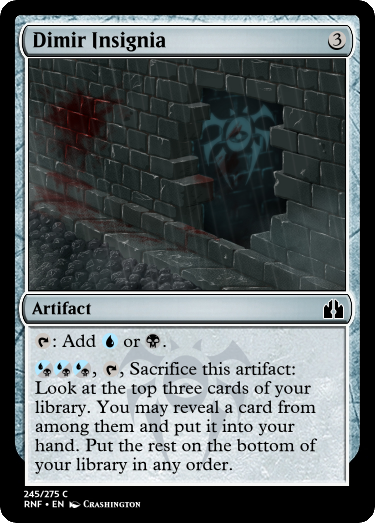 Dimir Insignia 3
Artifact
: Add or .
, , Sacrifice this artifact:
Look at the top three cards of your
library. You may reveal a card from
among them and put it into your
hand. Put the rest on the bottom of
your library in any order.
245/275 C
RNF • EN Crashington